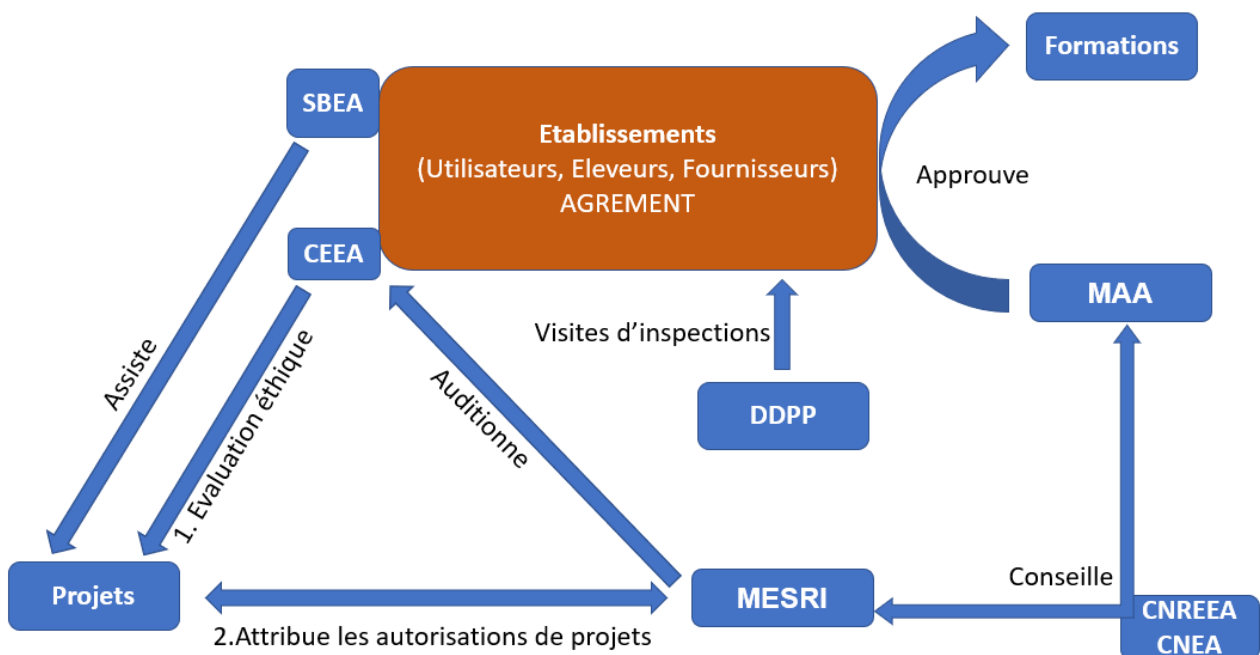 Formations
SBEA
Etablissements
(Utilisateurs, Eleveurs, Fournisseurs)
AGREMENT
Approuve
CEEA
MAA
Visites d’inspections
Assiste
1. Evaluation éthique
Auditionne
DDPP
Projets
MESRI
Conseille
CNREEA
CNEA
2.Attribue les autorisations de projets